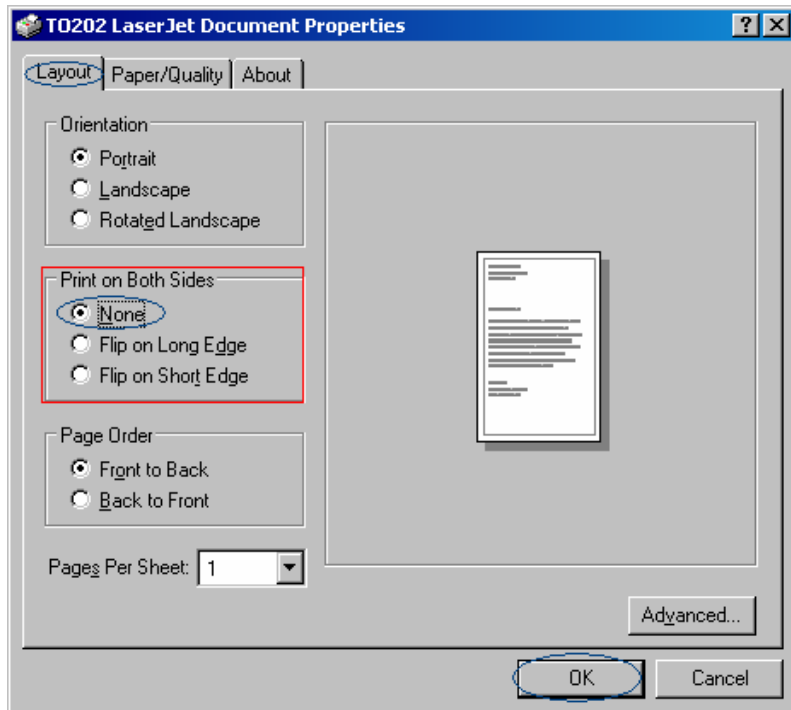 TO202 LaserJet Document Properties
Layout Paper/Quality About
Orientation
Portrait
Landscape
Rotated Landscape
Print on Both Sides
None
Flip on Long Edge
Flip on Short Edge
Page Order
Front to Back
Back to Front
Pages Per Sheet: 1
Advanced...
OK Cancel